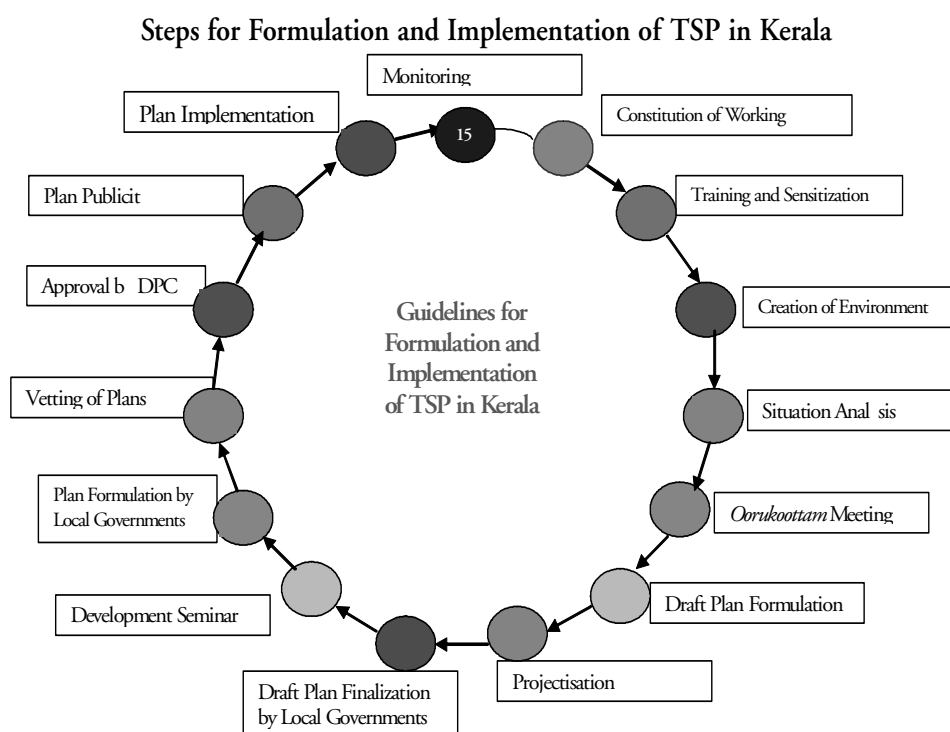 Steps for Formulation and Implementation of TSP in Kerala
Monitoring
15
Constitution of Working
Training and Sensitization
Creation of Environment
Situation Anal sis
Oorukoottam Meeting
Draft Plan Formulation
Projectisation
Draft Plan Finalization
by Local Governments
Development Seminar
Plan Formulation by
Local Governments
Vetting of Plans
Approval b DPC
Plan Publicit
Plan Implementation
Guidelines for
Formulation and
Implementation
of TSP in Kerala